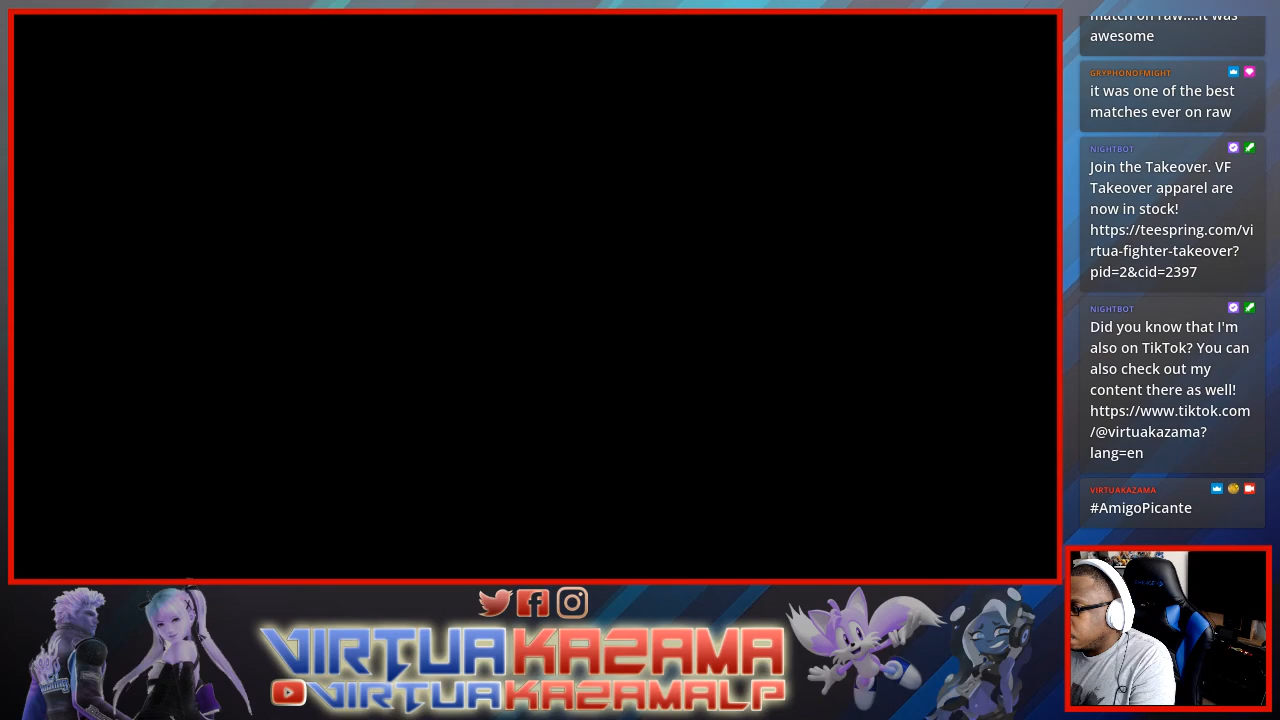 match on raw....it was
awesome
GRYPHONOFMIGHT
it was one of the best
matches ever on raw
NIGHTBOT
Join the Takeover. VF
Takeover apparel are
now in stock!
https://teespring.com/vi
rtua-fighter-takeover?
pid=2&cid=2397
NIGHTBOT
Did you know that I'm
also on TikTok? You can
also check out my
content there as well!
https://www.tiktok.com
/@virtuakazama?
lang=en
VIRTUAKAZAMA
#AmigoPicante
VIRTUAKAZAMA
VIRTUAKAZAMALP